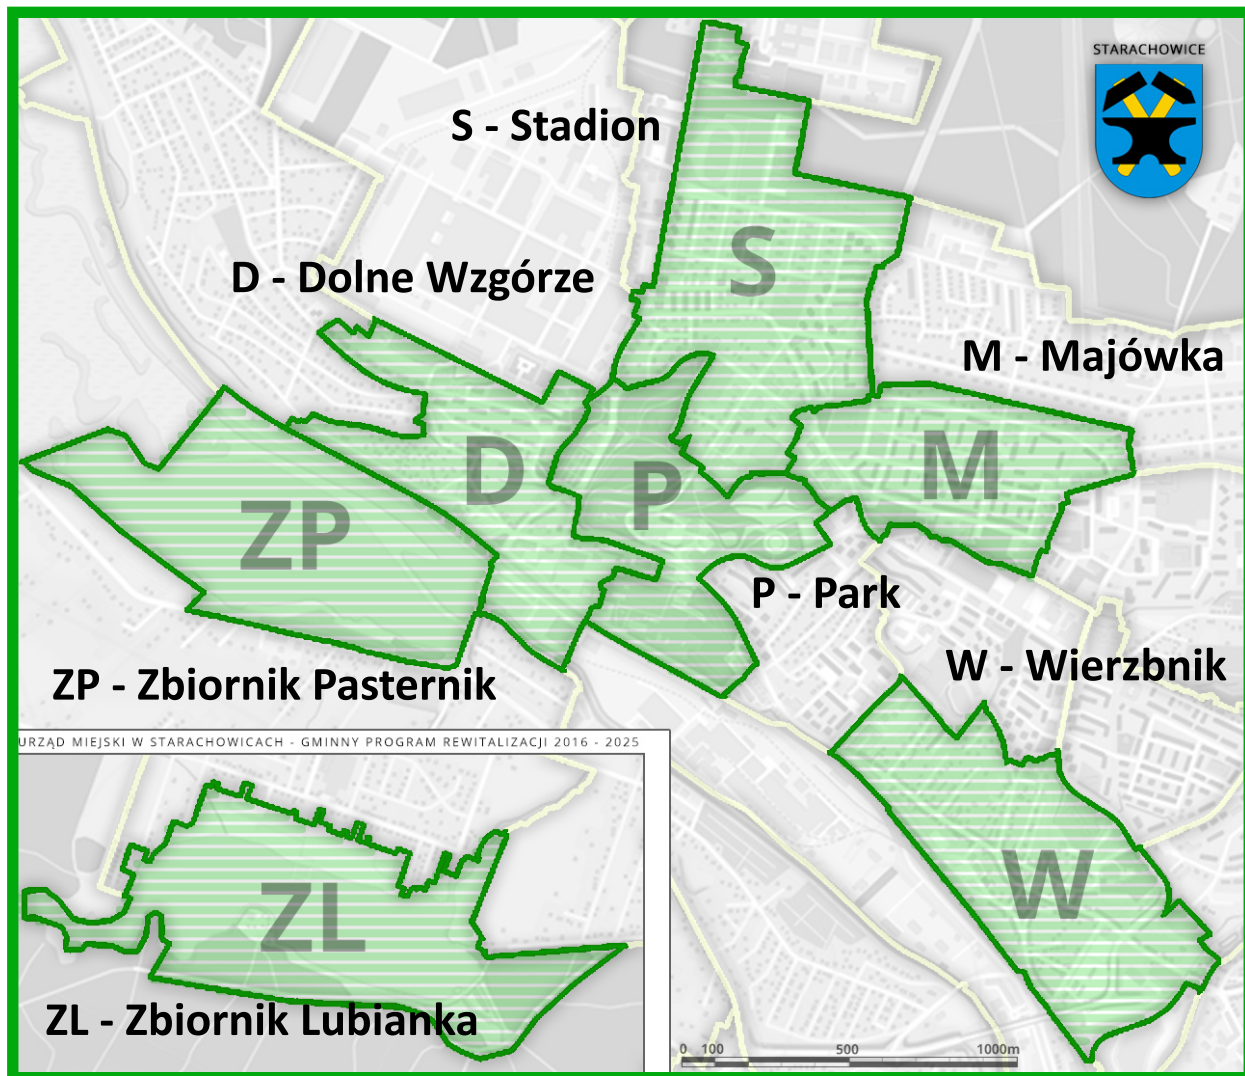 STARACHOWICE
S - Stadion
S
D - Dolne Wzgórze
M - Majówka
D
P
M
ZP
P - Park
W - Wierzbnik
ZP - Zbiornik Pasternik
URZĄD MIEJSKI W STARACHOWICACH - GMINNY PROGRAM REWITALIZACJI 2016 - 2025
W
ZL
ZL - Zbiornik Lubianka
0 100 500 1000m